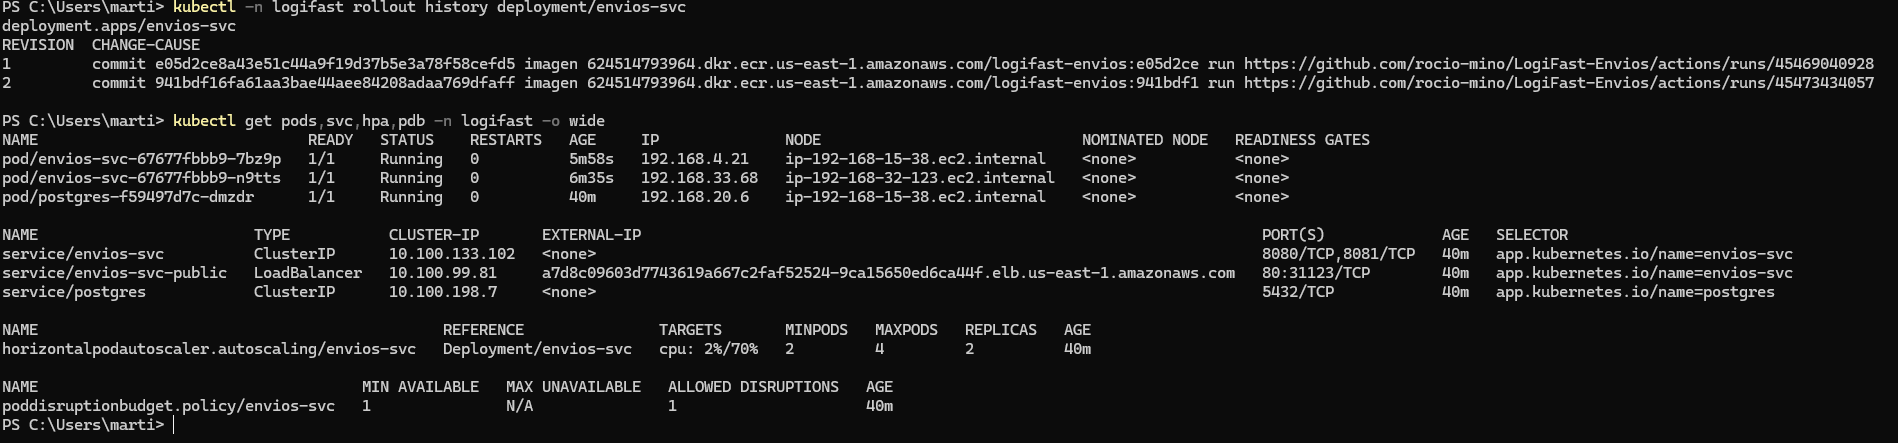 PS C:\Users\marti> kubectl -n logifast rollout history deployment/envios-svc
deployment.apps/envios-svc
REVISION  CHANGE-CAUSE
1         commit e05d2ce8a43e51c44a9f19d37b5e3a78f58cefd5 imagen 624514793964.dkr.ecr.us-east-1.amazonaws.com/logifast-envios:e05d2ce run https://github.com/rocio-mino/LogiFast-Envios/actions/runs/45469040928
2         commit 941bdf16fa61aa3bae44aee84208adaa769dfaff imagen 624514793964.dkr.ecr.us-east-1.amazonaws.com/logifast-envios:941bdf1 run https://github.com/rocio-mino/LogiFast-Envios/actions/runs/45473434057
PS C:\Users\marti> kubectl get pods,svc,hpa,pdb -n logifast -o wide
NAME                              READY   STATUS    RESTARTS   AGE     IP               NODE                             NOMINATED NODE   READINESS GATES
pod/envios-svc-67677fbbb9-7bz9p   1/1     Running   0          5m58s   192.168.4.21     ip-192-168-15-38.ec2.internal    <none>           <none>
pod/envios-svc-67677fbbb9-n9tts   1/1     Running   0          6m35s   192.168.33.68    ip-192-168-32-123.ec2.internal   <none>           <none>
pod/postgres-f59497d7c-dmzdr      1/1     Running   0          40m     192.168.20.6     ip-192-168-15-38.ec2.internal    <none>           <none>
NAME                        TYPE           CLUSTER-IP       EXTERNAL-IP                                                                     PORT(S)             AGE   SELECTOR
service/envios-svc          ClusterIP      10.100.133.102   <none>                                                                          8080/TCP,8081/TCP   40m   app.kubernetes.io/name=envios-svc
service/envios-svc-public   LoadBalancer   10.100.99.81     a7d8c09603d7743619a667c2faf52524-9ca15650ed6ca44f.elb.us-east-1.amazonaws.com   80:31123/TCP        40m   app.kubernetes.io/name=envios-svc
service/postgres            ClusterIP      10.100.198.7     <none>                                                                          5432/TCP            40m   app.kubernetes.io/name=postgres
NAME                                             REFERENCE               TARGETS       MINPODS   MAXPODS   REPLICAS   AGE
horizontalpodautoscaler.autoscaling/envios-svc   Deployment/envios-svc   cpu: 2%/70%   2         4         2          40m
NAME                                    MIN AVAILABLE   MAX UNAVAILABLE   ALLOWED DISRUPTIONS   AGE
poddisruptionbudget.policy/envios-svc   1               N/A               1                     40m
PS C:\Users\marti>